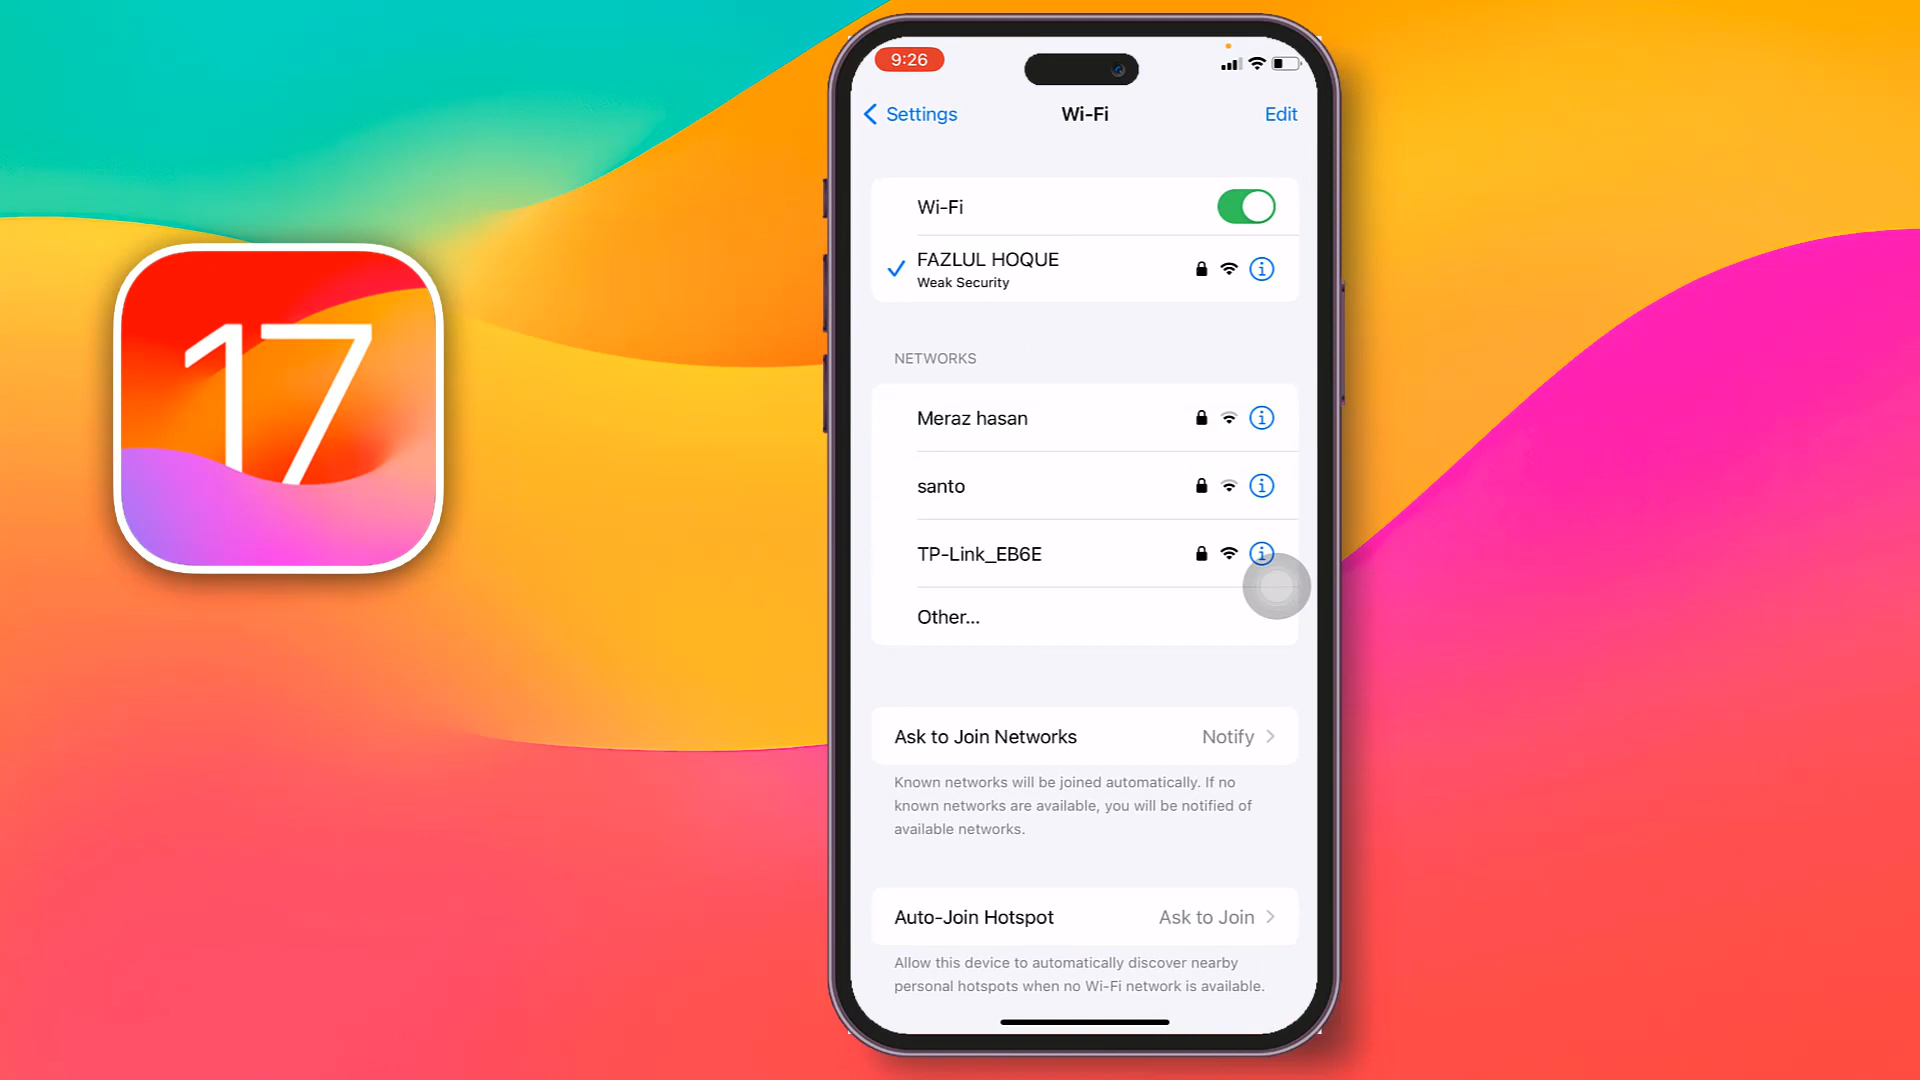 17
9:26
Settings
Wi-Fi
Edit
Wi-Fi
FAZLUL HOQUE
Weak Security
NETWORKS
Meraz hasan
santo
TP-Link_EB6E
Other...
Ask to Join Networks
Notify
Known networks will be joined automatically. If no
known networks are available, you will be notified of
available networks.
Auto-Join Hotspot
Ask to Join
Allow this device to automatically discover nearby
personal hotspots when no Wi-Fi network is available.